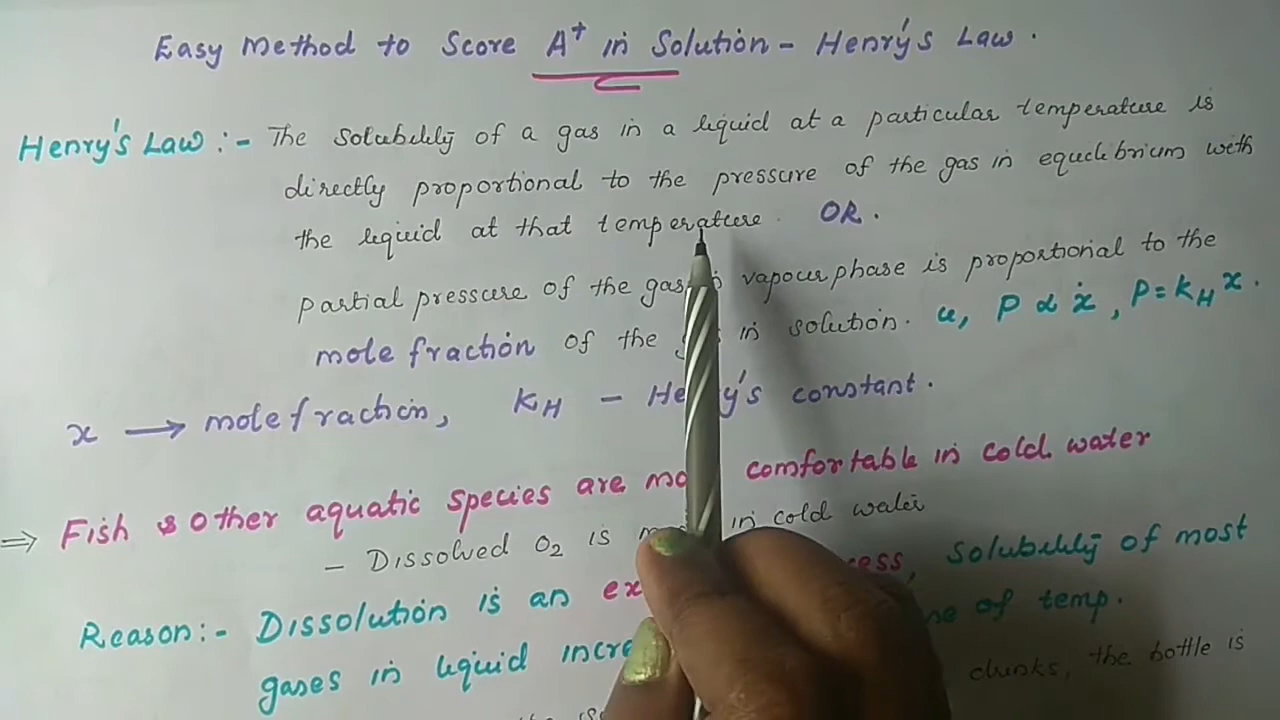 Easy Method to Score A+ in Solution - Henry's Law.
Henry's Law :- The Solubility of a gas in a liquid at a particular temperature is
directly proportional to the pressure of the gas in equilibrium with
the liquid at that temperature. OR.
partial pressure of the gas vapour phase is proportional to the
mole fraction of the in solution. ie, P ∝ x, P = KH x.
x → mole fraction, KH - Henry's constant.
⇒ Fish & Other aquatic species are comfortable in cold water
- Dissolved O2 is in cold water
Reason:- Dissolution is an Solubility of most
gases in liquid of temp.
the bottle is